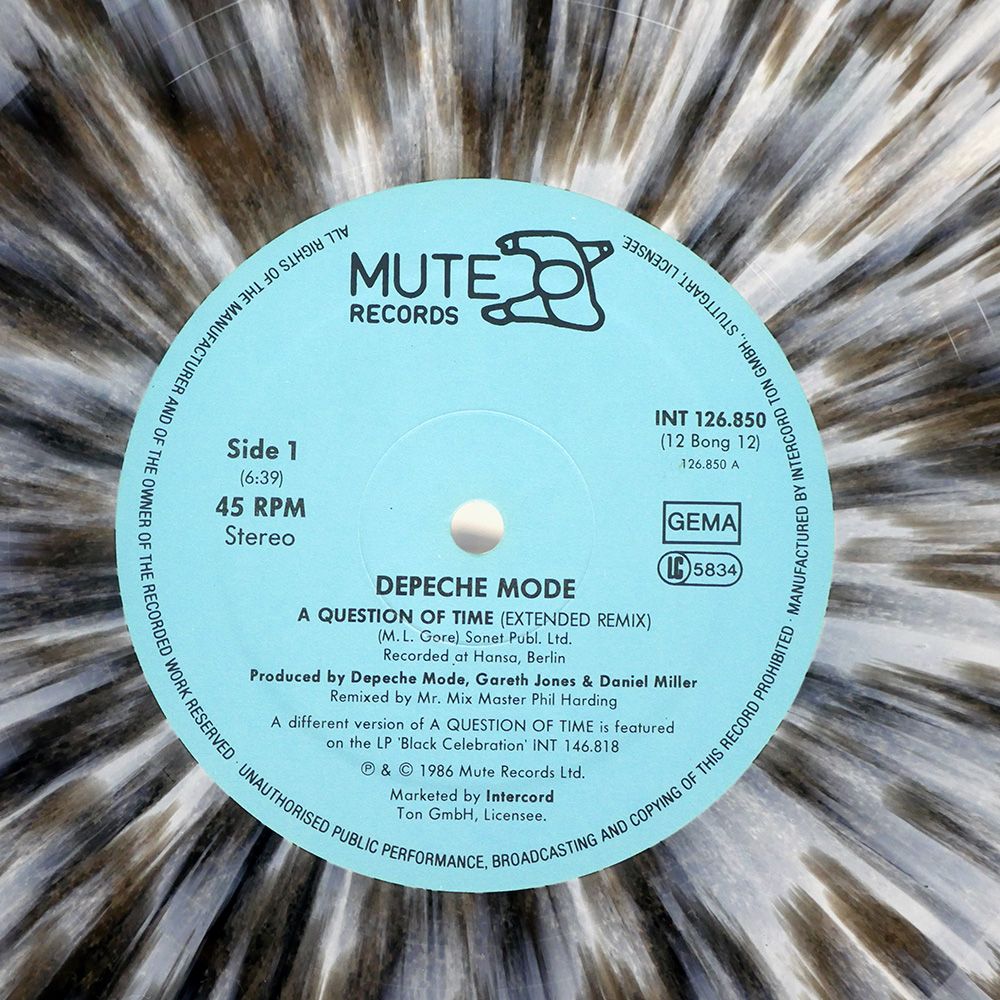 MUTE
RECORDS
Side 1
(6:39)
45 RPM
Stereo
INT 126.850
(12 Bong 12)
126.850 A
GEMA
LC 5834
DEPECHE MODE
A QUESTION OF TIME (EXTENDED REMIX)
(M.L. Gore) Sonet Publ. Ltd.
Recorded at Hansa, Berlin
Produced by Depeche Mode, Gareth Jones & Daniel Miller
Remixed by Mr. Mix Master Phil Harding
A different version of A QUESTION OF TIME is featured
on the LP 'Black Celebration' INT 146.818
℗ & © 1986 Mute Records Ltd.
Marketed by Intercord
Ton GmbH, Licensee.
ALL RIGHTS OF THE MANUFACTURER AND OF THE OWNER OF THE RECORDED WORK RESERVED · UNAUTHORISED PUBLIC PERFORMANCE, BROADCASTING AND COPYING OF THIS RECORD PROHIBITED · MANUFACTURED BY INTERCORD TON GMBH, STUTTGART, LICENSEE.